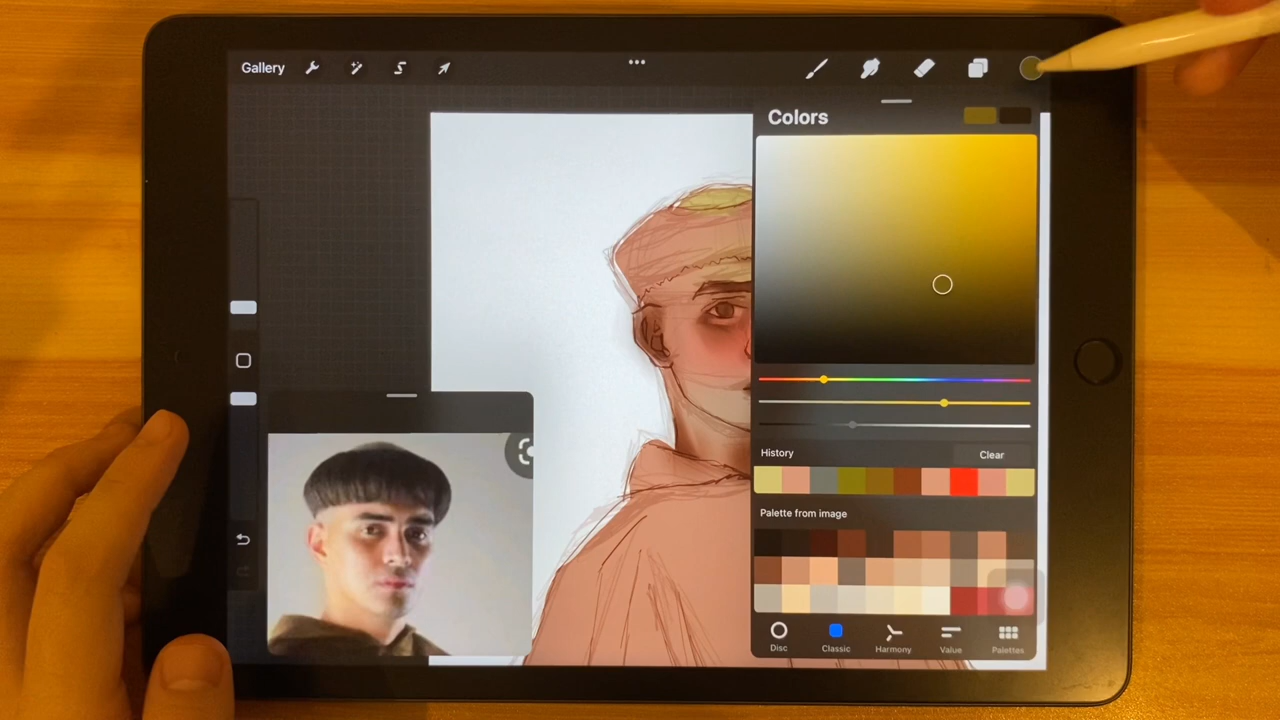 Gallery
Colors
History
Clear
Palette from image
Disc
Classic
Harmony
Value
Palettes